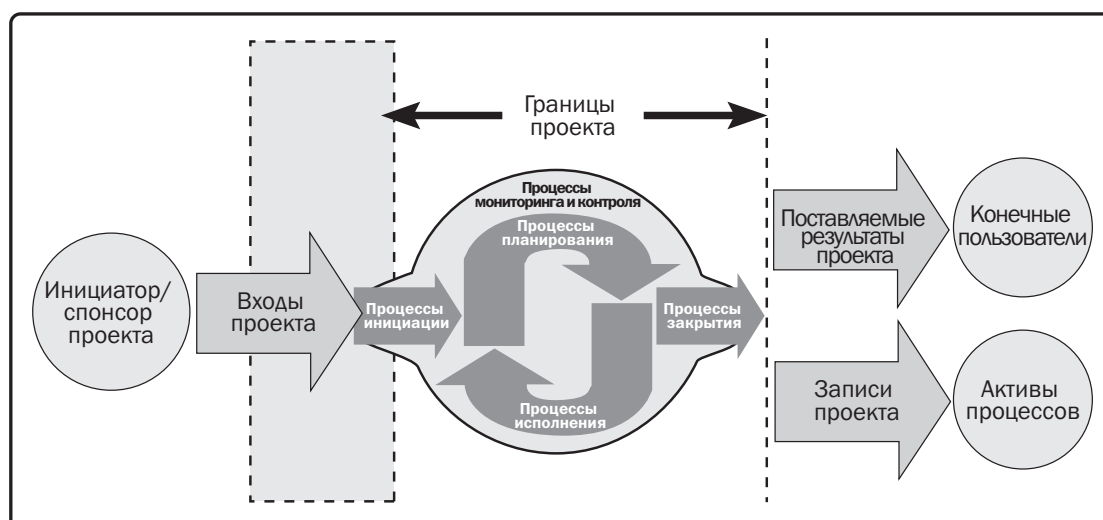 Границы
проекта
Процессы
мониторинга и контроля
Процессы
планирования
Инициатор/
спонсор
проекта
Входы
проекта
Процессы
инициации
Процессы
закрытия
Процессы
исполнения
Поставляемые
результаты
проекта
Конечные
пользователи
Записи
проекта
Активы
процессов